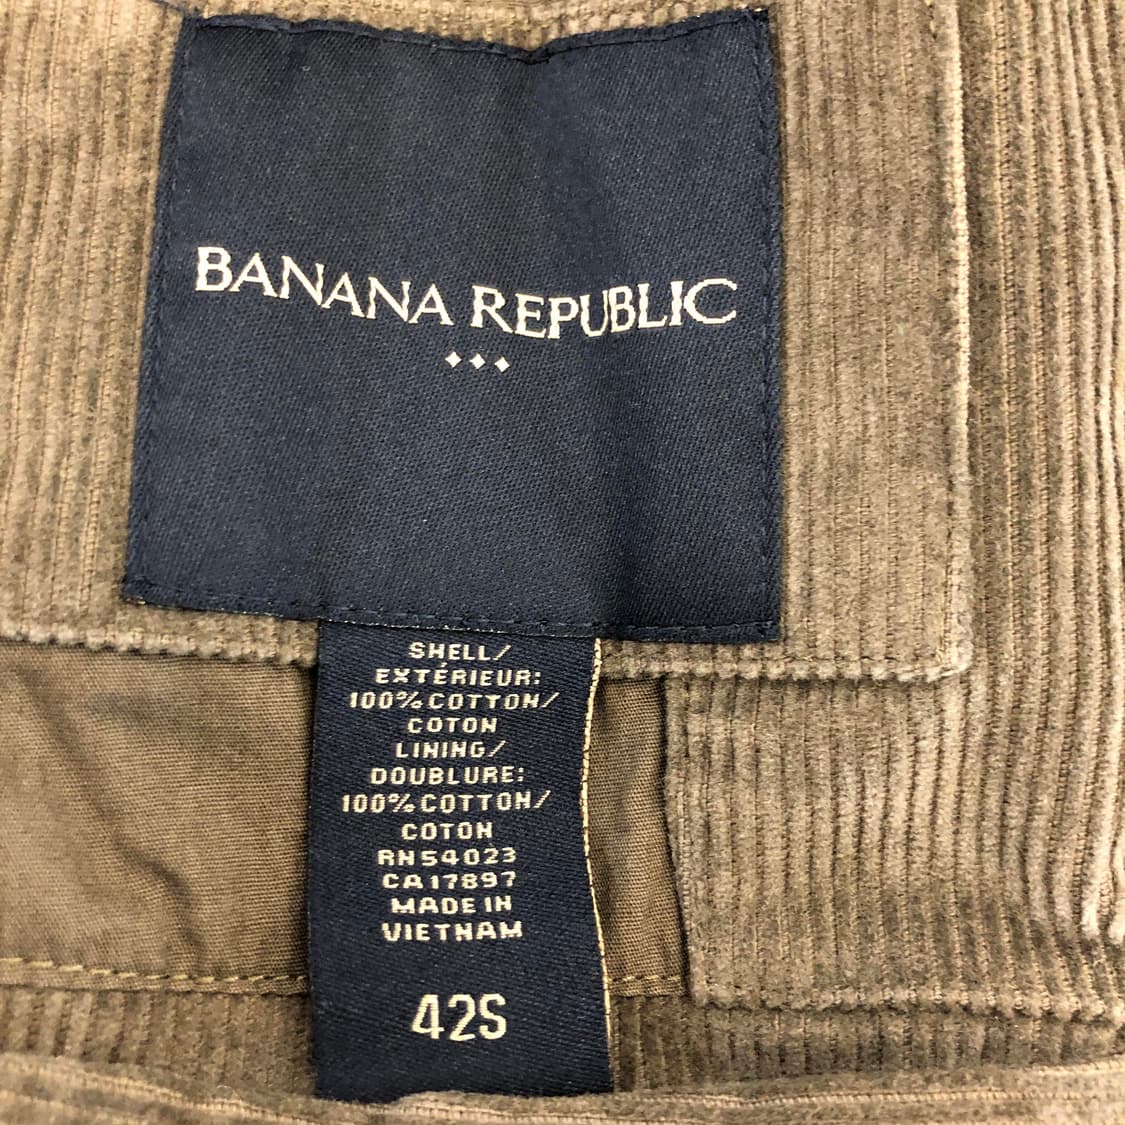 BANANA REPUBLIC
SHELL/
EXTÉRIEUR:
100% COTTON/
COTON
LINING/
DOUBLURE:
100% COTTON/
COTON
RN54023
CA17897
MADE IN
VIETNAM
42S